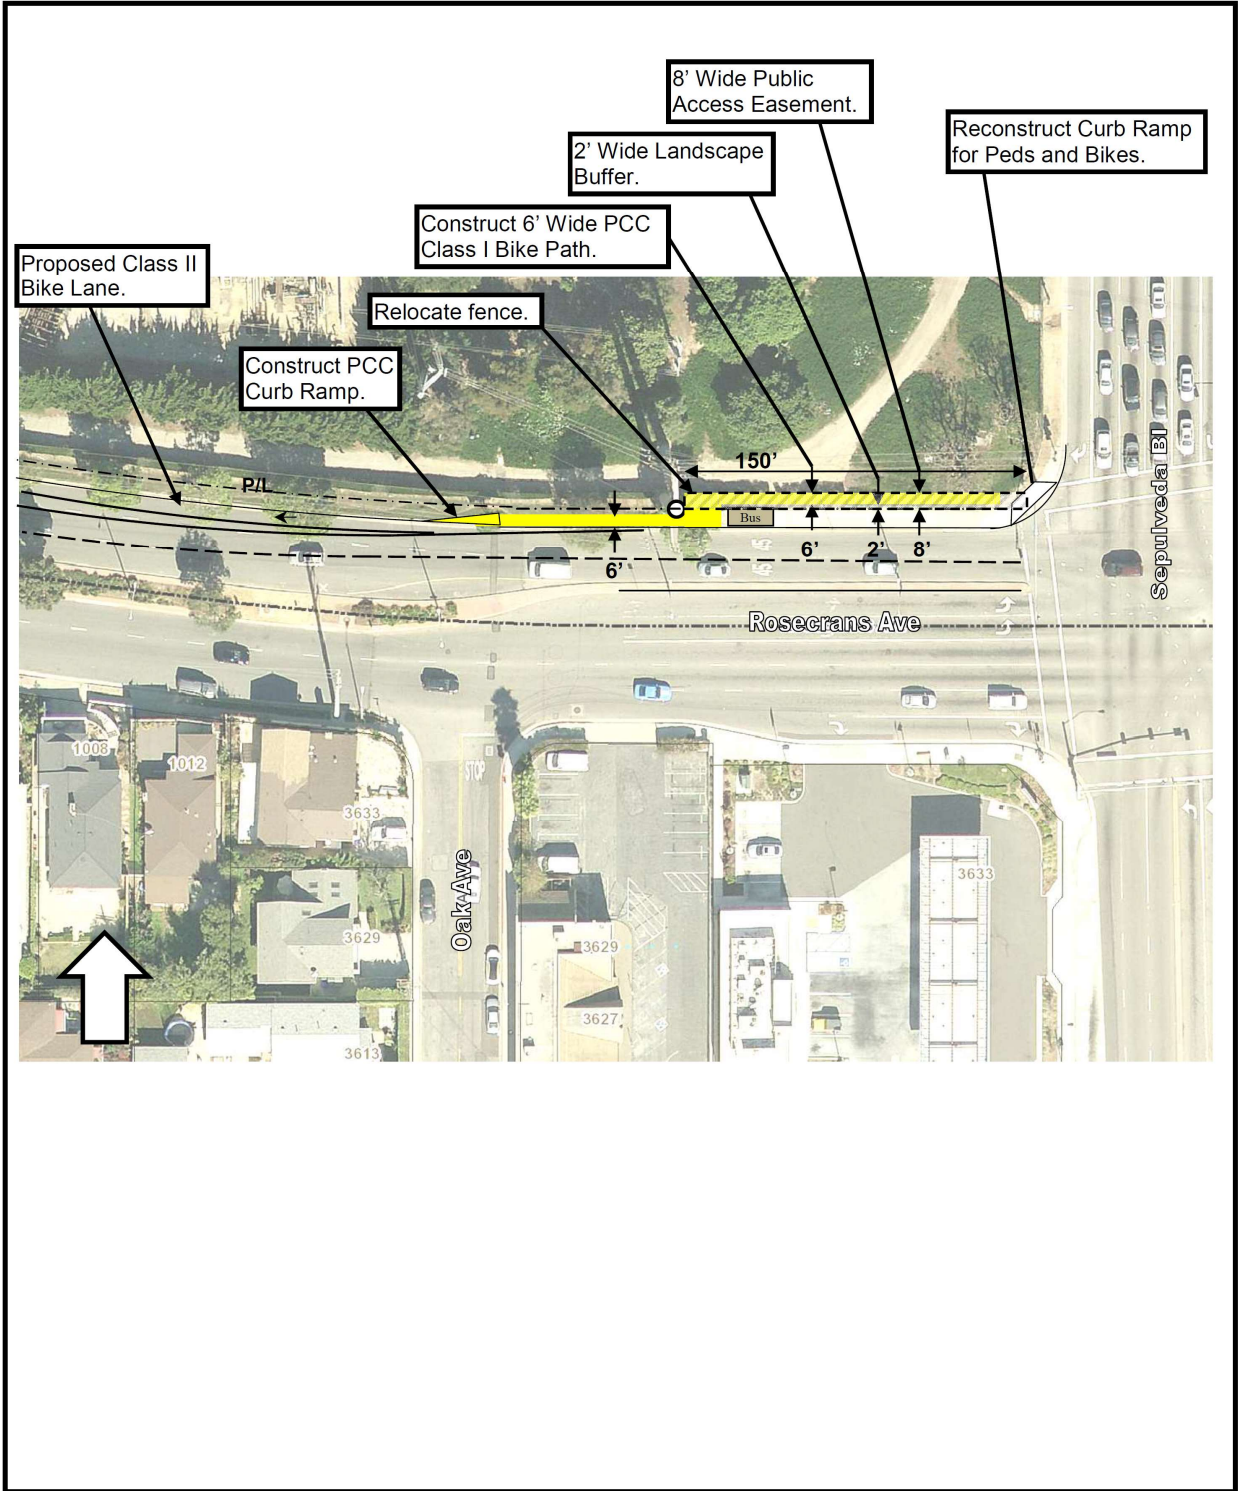 8’ Wide Public
Access Easement.
Reconstruct Curb Ramp
for Peds and Bikes.
2’ Wide Landscape
Buffer.
Construct 6’ Wide PCC
Class I Bike Path.
Proposed Class II
Bike Lane.
Relocate fence.
Construct PCC
Curb Ramp.
150’
P/L
Bus
6’
2’
8’
6’
45
45
Sepulveda Bl
Rosecrans Ave
1008
1012
STOP
3633
Oak Ave
3633
3629
3629
3627
3613